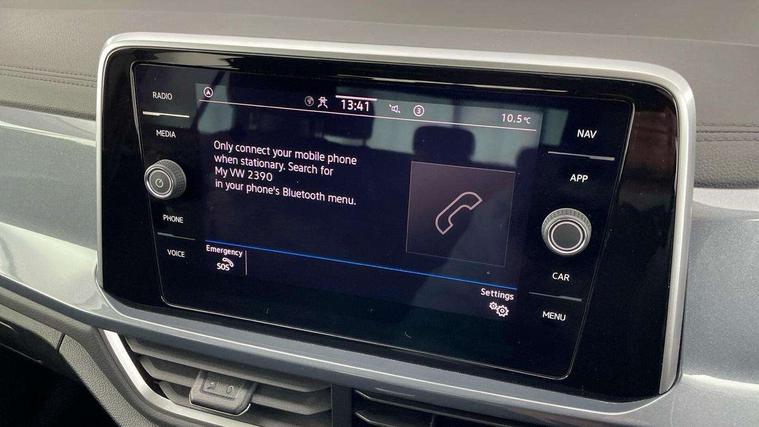 RADIO
MEDIA
PHONE
VOICE
13:41
3
10.5°C
Only connect your mobile phone
when stationary. Search for
My VW 2390
in your phone's Bluetooth menu.
Emergency
SOS
Settings
NAV
APP
CAR
MENU